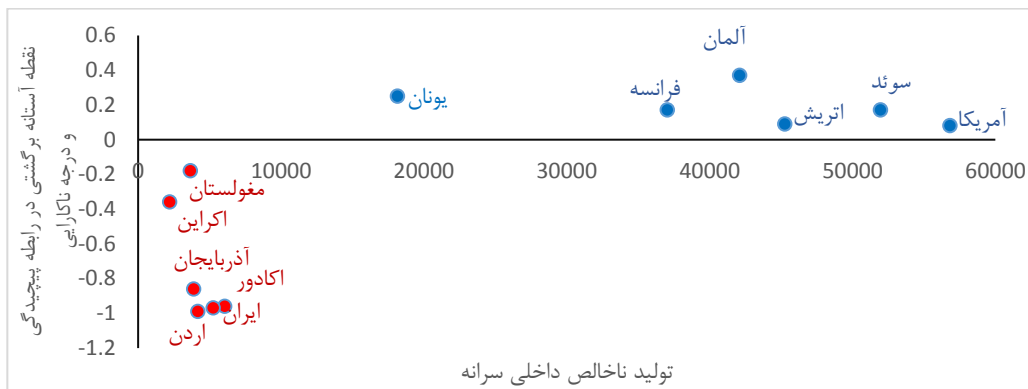 نقطه آستانه برگشتی در رابطه پیچیدگی
و درجه ناکارایی
0.6
0.4
0.2
0
-0.2
-0.4
-0.6
-0.8
-1
-1.2
آلمان
سوئد
فرانسه
یونان
اتریش
آمریکا
0 10000 20000 30000 40000 50000 60000
مغولستان
اکراین
آذربایجان
اکادور
ایران
اردن
تولید ناخالص داخلی سرانه